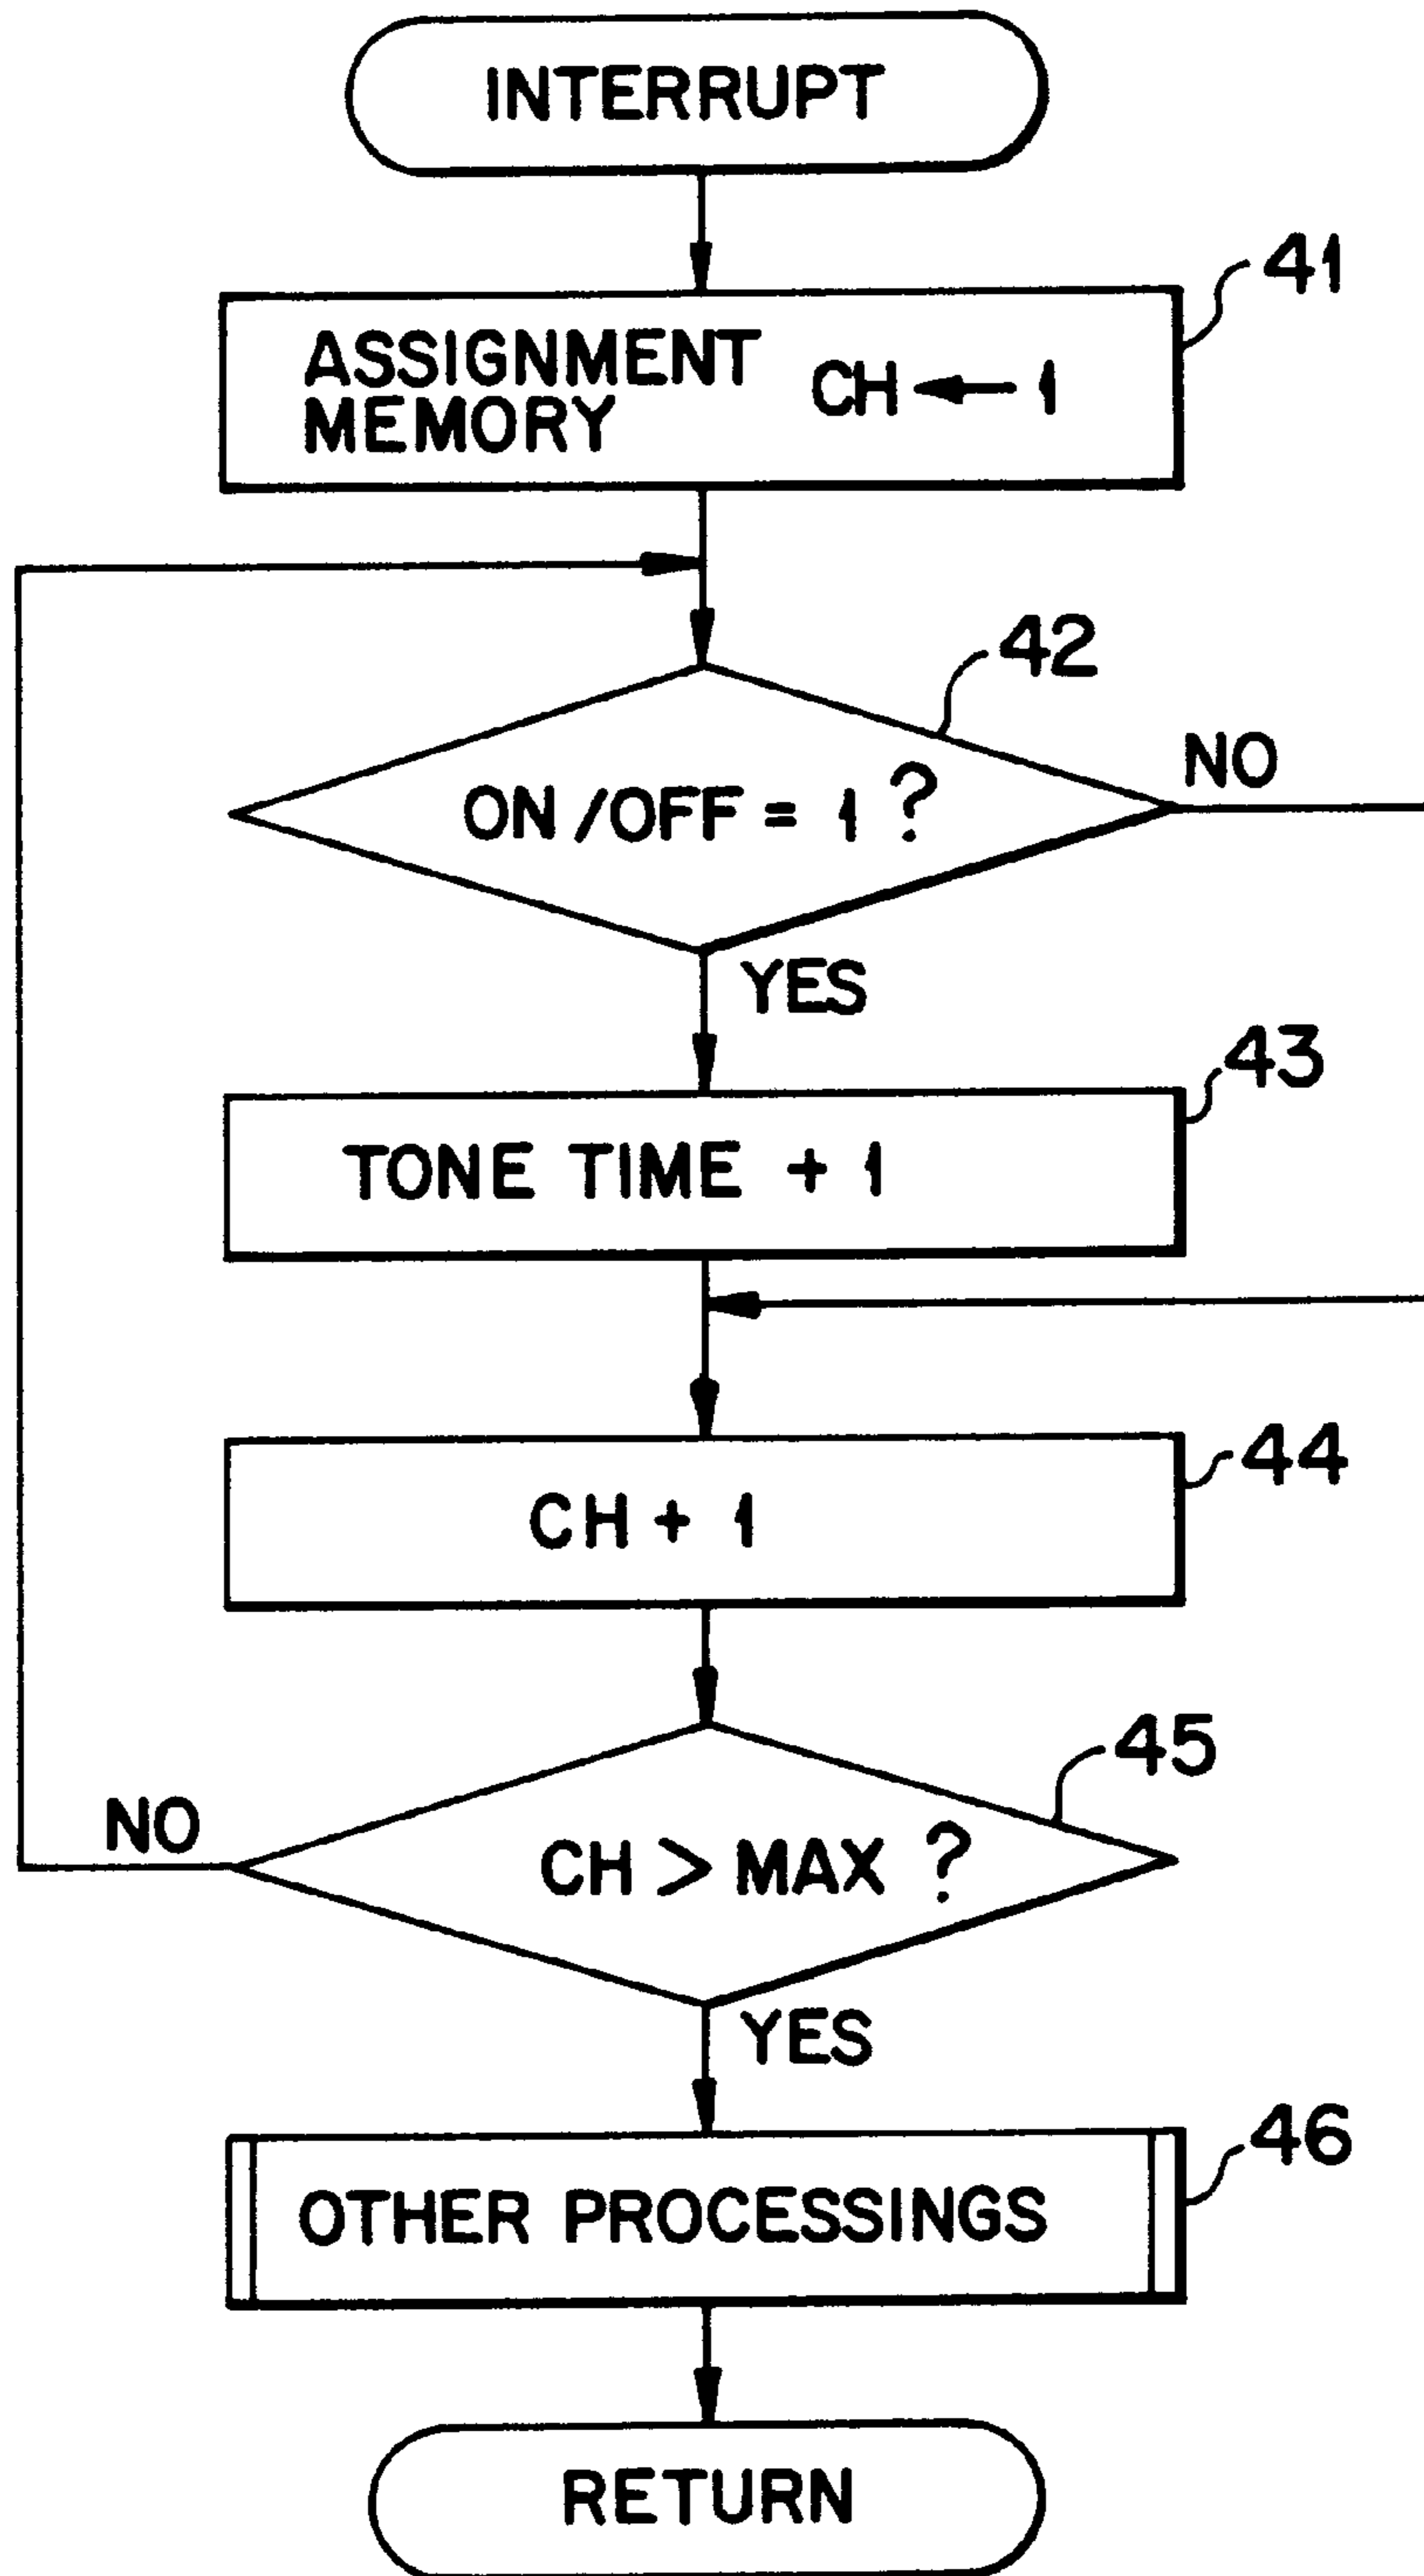 INTERRUPT
41
ASSIGNMENT
MEMORY
CH ← 1
42
NO
ON/OFF = 1 ?
YES
43
TONE TIME + 1
44
CH + 1
45
NO
CH > MAX ?
YES
46
OTHER PROCESSINGS
RETURN